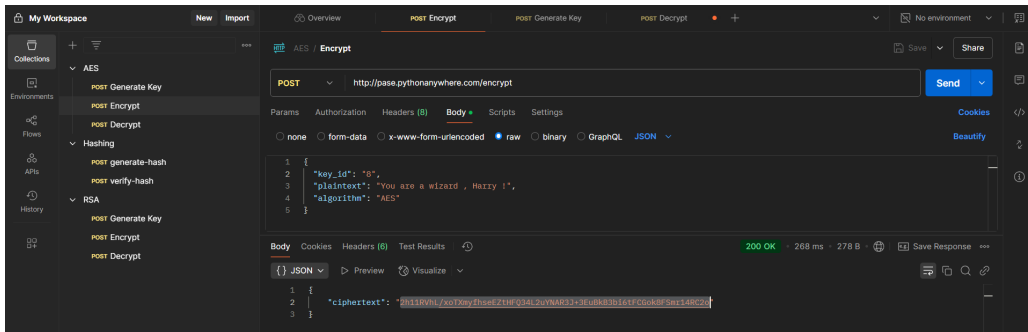 My Workspace
New
Import
Overview
POST Encrypt
POST Generate Key
POST Decrypt
No environment
Collections
Environments
Flows
APIs
History
AES
POST Generate Key
POST Encrypt
POST Decrypt
Hashing
POST generate-hash
POST verify-hash
RSA
POST Generate Key
POST Encrypt
POST Decrypt
HTTP AES / Encrypt
Save
Share
POST
http://pase.pythonanywhere.com/encrypt
Send
Params Authorization Headers (8) Body Scripts Settings
Cookies
none form-data x-www-form-urlencoded raw binary GraphQL JSON
Beautify
1 {
2 "key_id": "8",
3 "plaintext": "You are a wizard , Harry !",
4 "algorithm": "AES"
5 }
Body Cookies Headers (6) Test Results
200 OK 268 ms 278 B Save Response
{} JSON Preview Visualize
1 {
2 "ciphertext": "
3 }